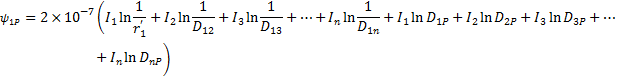 ψ₁P = 2 × 10⁻⁷ (I₁ ln 1/r₁′ + I₂ ln 1/D₁₂ + I₃ ln 1/D₁₃ + ⋯ + Iₙ ln 1/D₁ₙ + I₁ ln D₁P + I₂ ln D₂P + I₃ ln D₃P + ⋯
+ Iₙ ln DₙP)